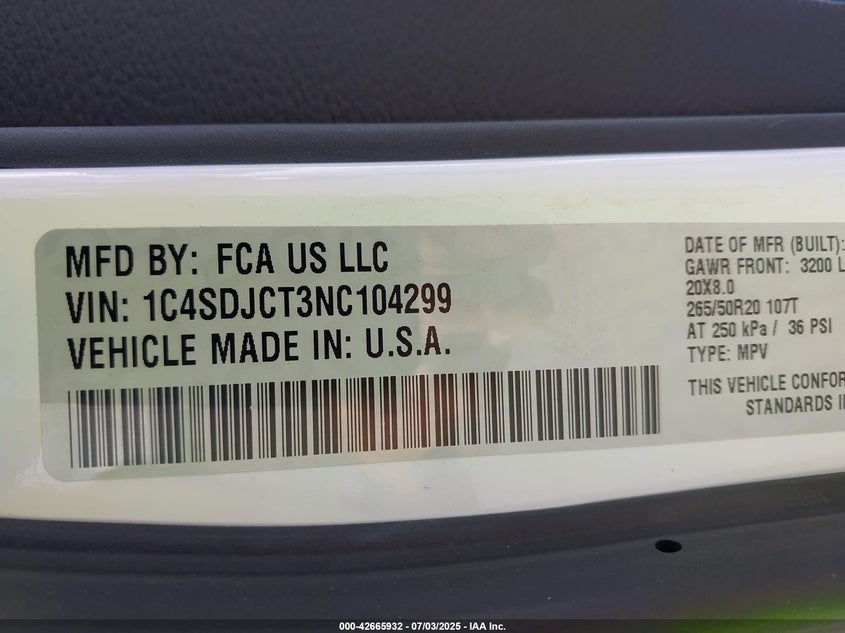 MFD BY: FCA US LLC
VIN: 1C4SDJCT3NC104299
VEHICLE MADE IN: U.S.A.
DATE OF MFR (BUILT):
GAWR FRONT: 3200 L
20X8.0
265/50R20 107T
AT 250 kPa / 36 PSI
TYPE: MPV
THIS VEHICLE CONFOR
STANDARDS I
000-42665932 - 07/03/2025 - IAA Inc.